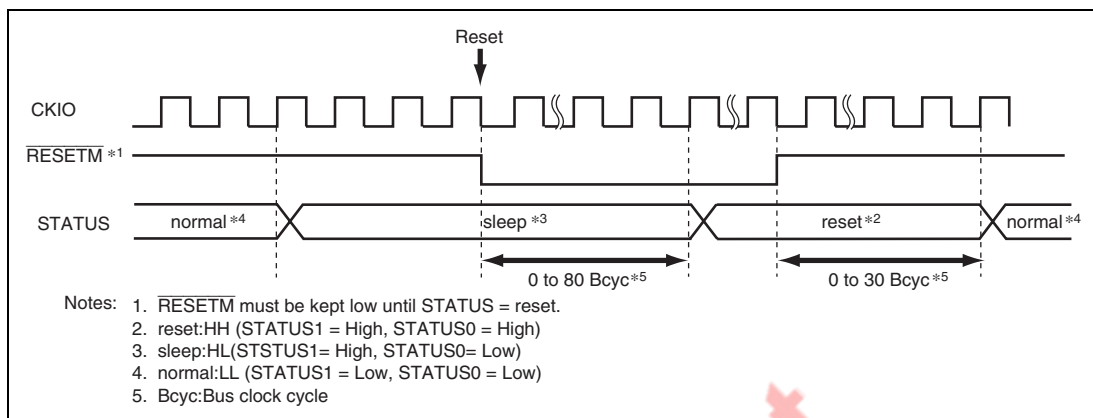 Reset
CKIO
RESETM *1
STATUS normal *4 sleep *3 reset*2 normal *4
0 to 80 Bcyc*5 0 to 30 Bcyc*5
Notes: 1. RESETM must be kept low until STATUS = reset.
2. reset:HH (STATUS1 = High, STATUS0 = High)
3. sleep:HL(STSTUS1= High, STATUS0= Low)
4. normal:LL (STATUS1 = Low, STATUS0 = Low)
5. Bcyc:Bus clock cycle